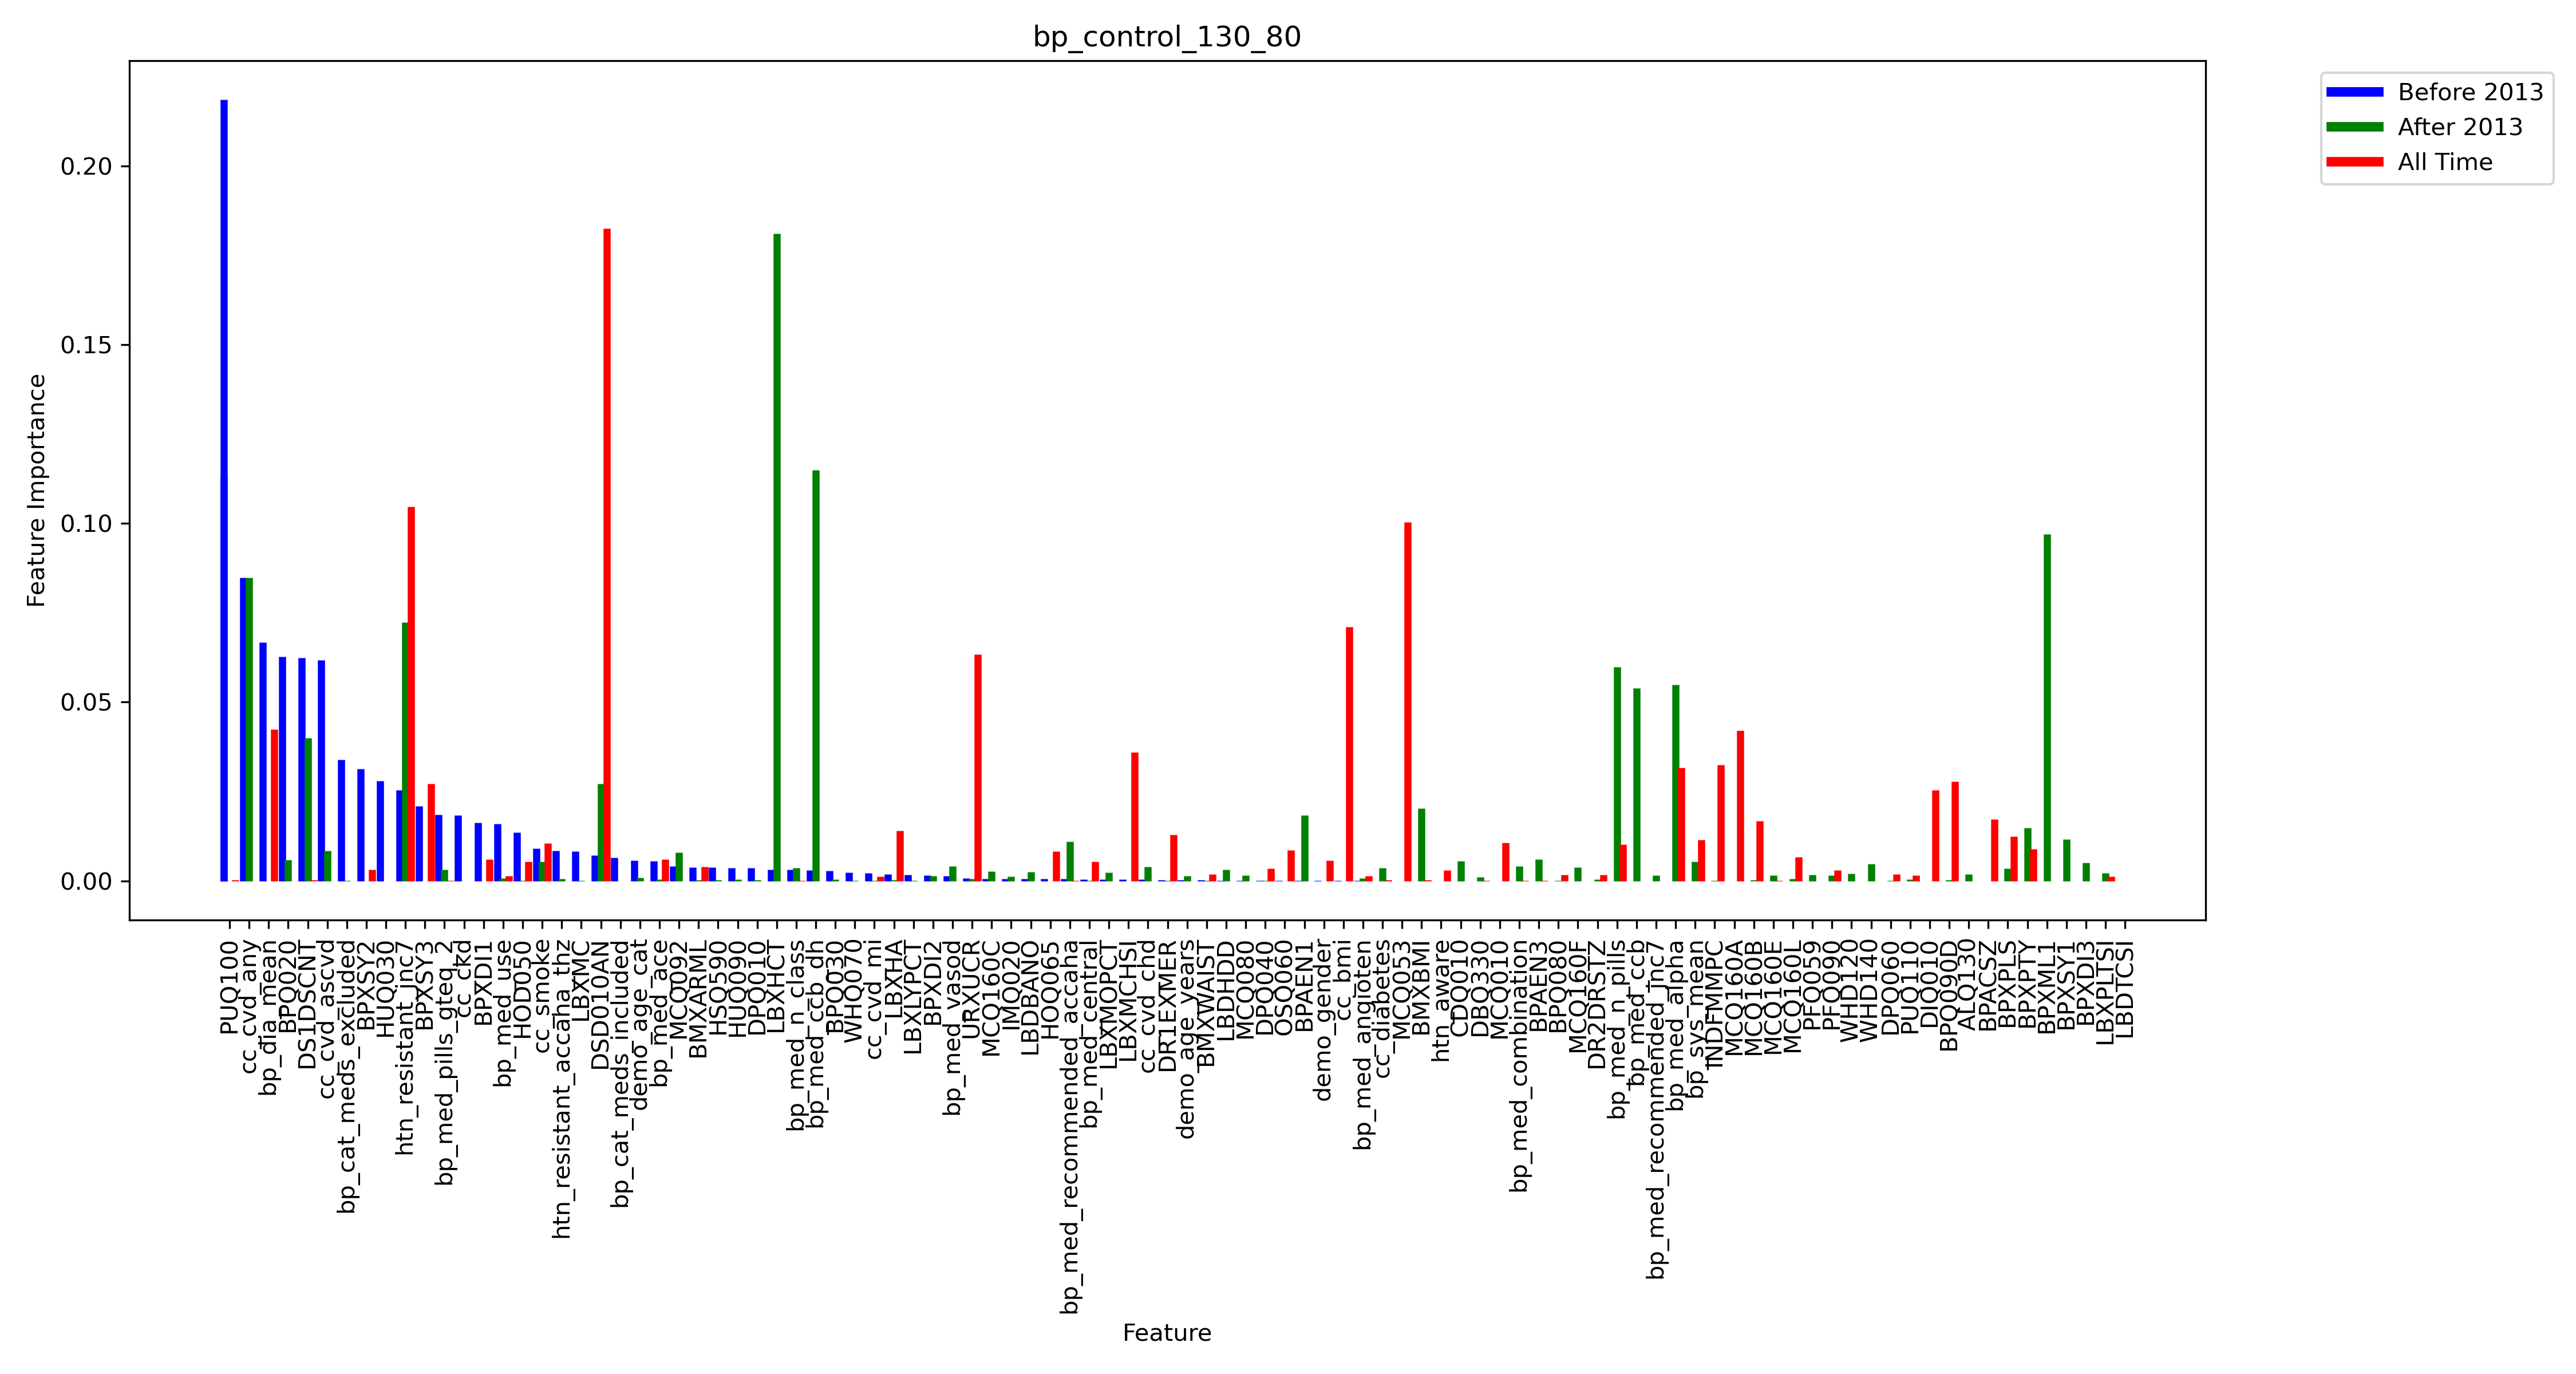 bp_control_130_80
Before 2013
After 2013
All Time
Feature Importance
0.20
0.15
0.10
0.05
0.00
PUQ100
cc_cvd_any
bp_dia_mean
BPQ020
DS1DSCNT
cc_cvd_ascvd
bp_cat_meds_excluded
BPXSY2
HUQ030
htn_resistant_jnc7
BPXSY3
bp_med_pills_gteq_2
cc_ckd
BPXDI1
bp_med_use
HOD050
cc_smoke
htn_resistant_accaha_thz
LBXMC
DSD010AN
bp_cat_meds_included
demo_age_cat
bp_med_ace
MCQ092
BMXARML
HSQ590
HUQ090
DPQ010
LBXHCT
bp_med_n_class
bp_med_ccb_dh
BPQ030
WHQ070
cc_cvd_mi
LBXHA
LBXLYPCT
BPXDI2
bp_med_vasod
URXUCR
MCQ160C
IMQ020
LBDBANO
HOQ065
bp_med_recommended_accaha
bp_med_central
LBXMOPCT
LBXMCHSI
cc_cvd_chd
DR1EXMER
demo_age_years
BMXWAIST
LBDHDD
MCQ080
DPQ040
OSQ060
BPAEN1
demo_gender
cc_bmi
bp_med_angioten
cc_diabetes
MCQ053
BMXBMI
htn_aware
CDQ010
DBQ330
MCQ010
bp_med_combination
BPAEN3
BPQ080
MCQ160F
DR2DRSTZ
bp_med_n_pills
bp_med_ccb
bp_med_recommended_jnc7
bp_med_alpha
bp_sys_mean
INDFMMPC
MCQ160A
MCQ160B
MCQ160E
MCQ160L
PFQ059
PFQ090
WHD120
WHD140
DPQ060
PUQ110
DIQ010
BPQ090D
ALQ130
BPACSZ
BPXPLS
BPXPTY
BPXML1
BPXSY1
BPXDI3
LBXPLTSI
LBDTCSI
Feature